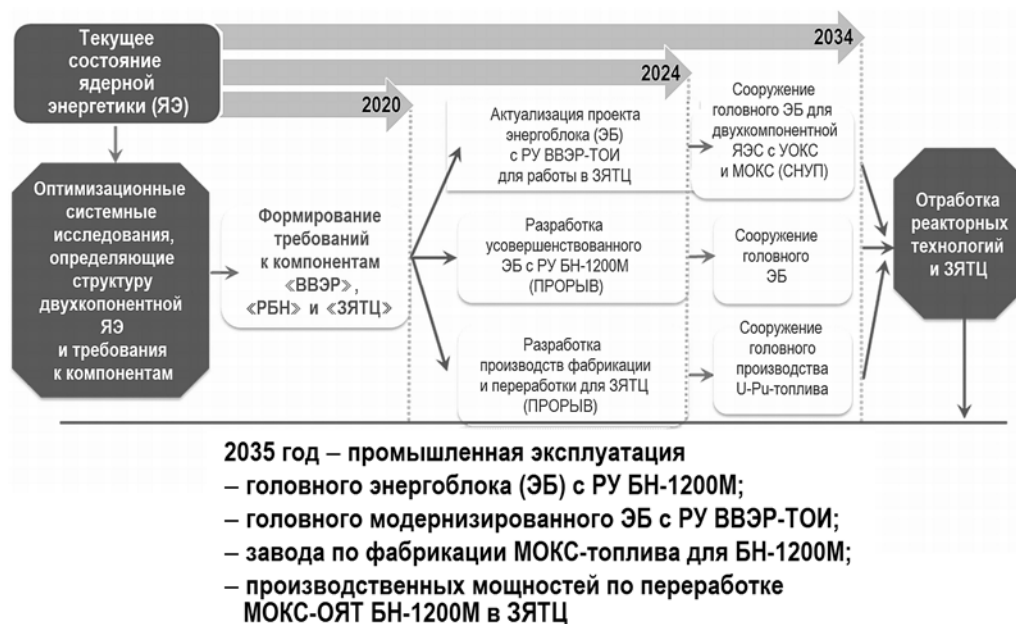 Текущее
состояние
ядерной
энергетики (ЯЭ)
2034
2024
2020
Оптимизационные
системные
исследования,
определяющие
структуру
двухкопонентной
ЯЭ
и требования
к компонентам
Формирование
требований
к компонентам
«ВВЭР» ,
«РБН» и «ЗЯТЦ»
Актуализация проекта
энергоблока (ЭБ)
с РУ ВВЭР-ТОИ
для работы в ЗЯТЦ
Разработка
усовершенствованного
ЭБ с РУ БН-1200М
(ПРОРЫВ)
Разработка
производств фабрикации
и переработки для ЗЯТЦ
(ПРОРЫВ)
Сооружение
головного ЭБ для
двухкомпонентной
ЯЭС с УОКС
и МОКС (СНУП)
Сооружение
головного
ЭБ
Сооружение
головного
производства
U-Pu-топлива
Отработка
реакторных
технологий
и ЗЯТЦ
2035 год – промышленная эксплуатация
– головного энергоблока (ЭБ) с РУ БН-1200М;
– головного модернизированного ЭБ с РУ ВВЭР-ТОИ;
– завода по фабрикации МОКС-топлива для БН-1200М;
– производственных мощностей по переработке
МОКС-ОЯТ БН-1200М в ЗЯТЦ